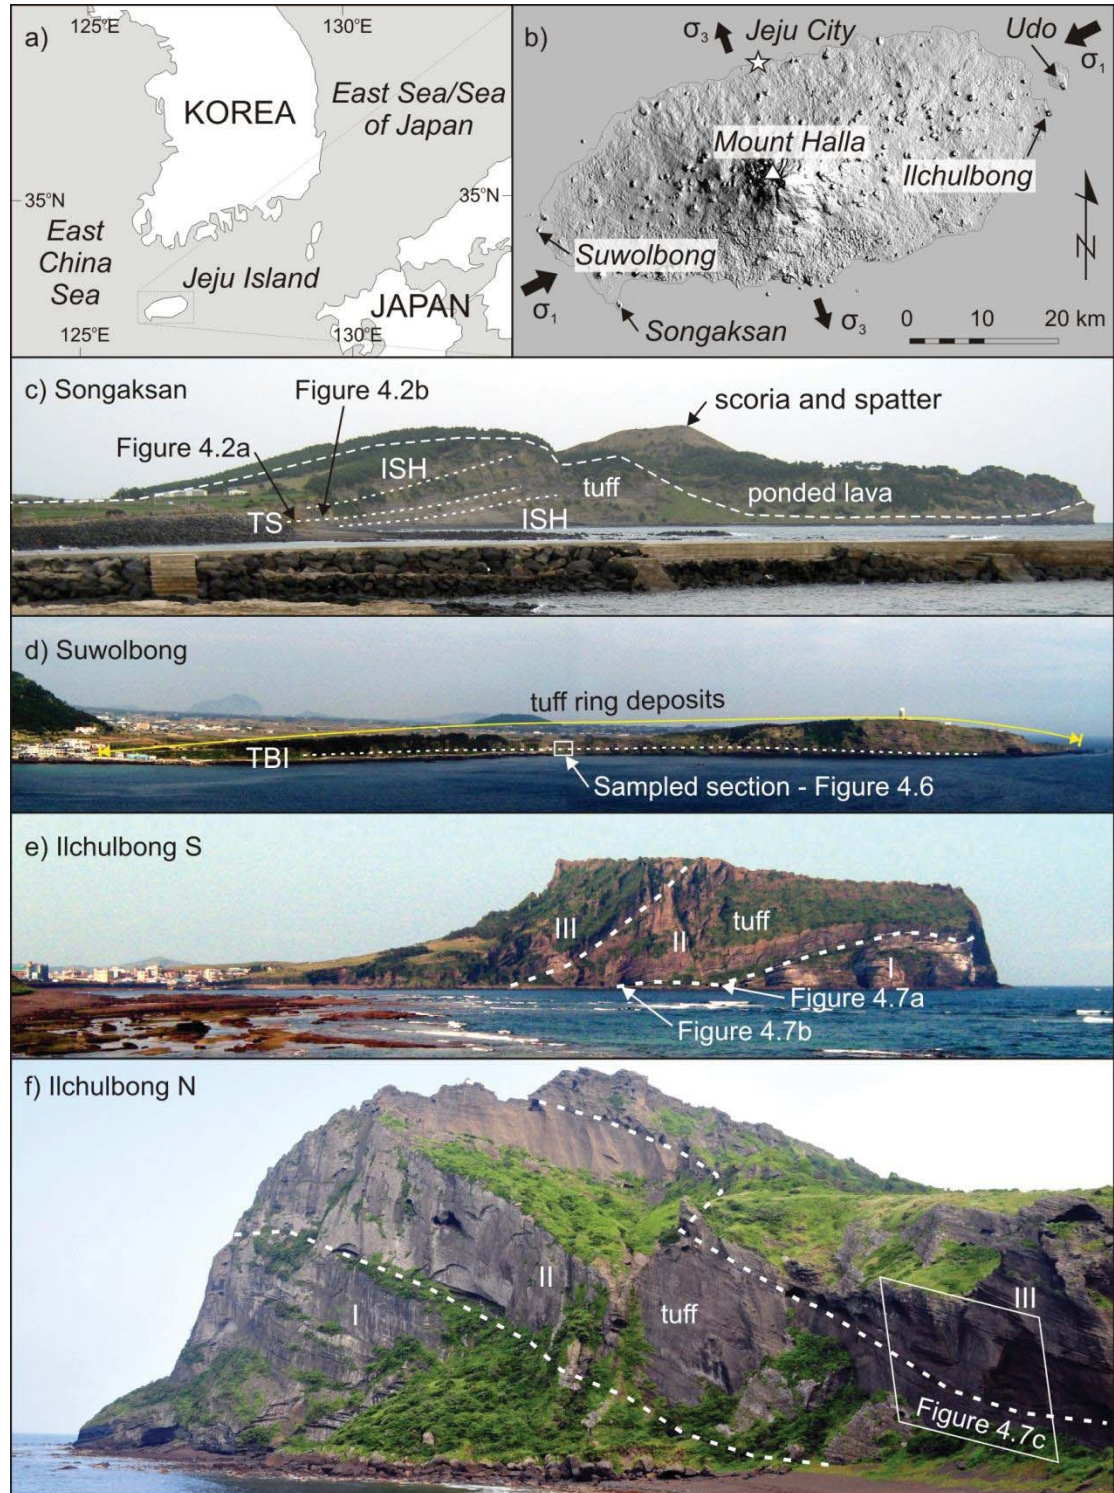 a)
125°E
130°E
KOREA
East Sea/Sea
of Japan
35°N
35°N
East
China
Sea
Jeju Island
JAPAN
125°E
130°E
b)
σ3
Jeju City
Udo
σ1
Mount Halla
Ilchulbong
Suwolbong
N
σ1
Songaksan
σ3
0 10 20 km
c) Songaksan
Figure 4.2b
scoria and spatter
Figure 4.2a
ISH
tuff
ponded lava
TS
ISH
d) Suwolbong
tuff ring deposits
TBI
Sampled section - Figure 4.6
e) Ilchulbong S
III
tuff
II
I
Figure 4.7a
Figure 4.7b
f) Ilchulbong N
II
III
I
tuff
Figure 4.7c